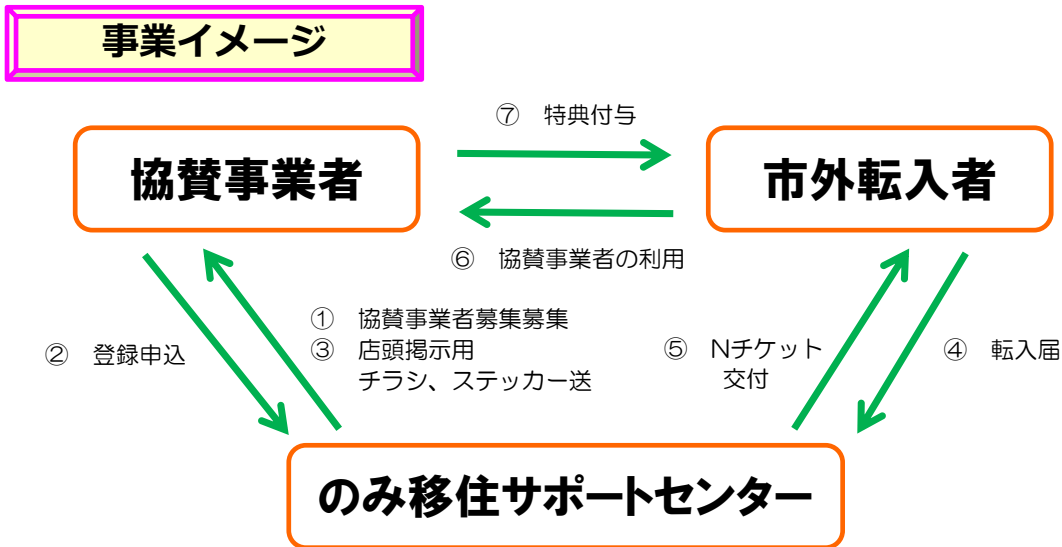 事業イメージ
⑦ 特典付与
協賛事業者
市外転入者
⑥ 協賛事業者の利用
① 協賛事業者募集募集
③ 店頭掲示用
チラシ、ステッカー送
② 登録申込
⑤ Nチケット
交付
④ 転入届
のみ移住サポートセンター